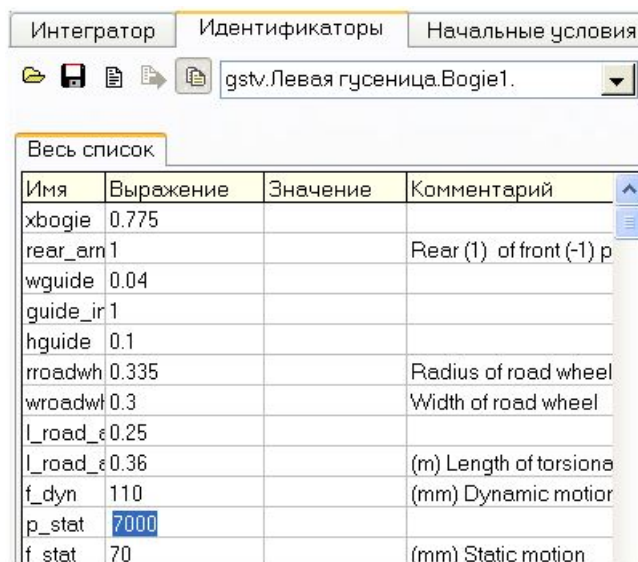 Интегратор Идентификаторы Начальные условия
gstv.Левая гусеница.Bogie1.
Весь список
Имя Выражение Значение Комментарий
xbogie 0.775
rear_arm 1 Rear (1) of front (-1) p
wguide 0.04
guide_in 1
hguide 0.1
rroadwh 0.335 Radius of road wheel
wroadwh 0.3 Width of road wheel
l_road_a 0.25
l_road_a 0.36 (m) Length of torsiona
f_dyn 110 (mm) Dynamic motion
p_stat 7000
f_stat 70 (mm) Static motion